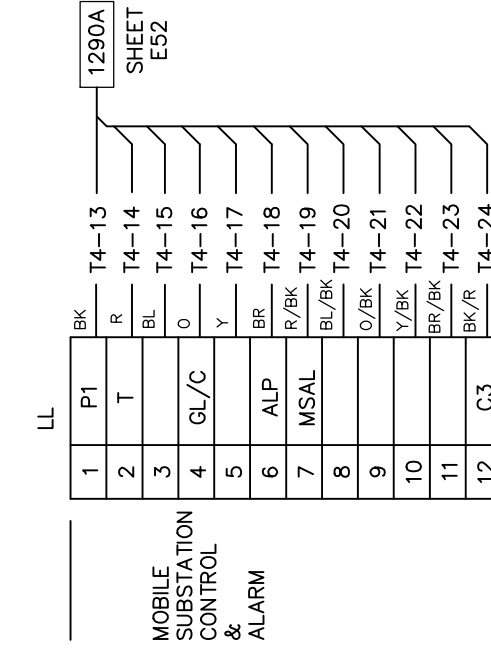 1290A
SHEET
E52
LL
1 P1 BK T4-13
2 T R T4-14
3 BL T4-15
4 GL/C O T4-16
5 Y T4-17
6 ALP BR T4-18
7 MSAL R/BK T4-19
8 BL/BK T4-20
9 O/BK T4-21
10 Y/BK T4-22
11 BR/BK T4-23
12 C3 BK/R T4-24
MOBILE
SUBSTATION
CONTROL
&
ALARM